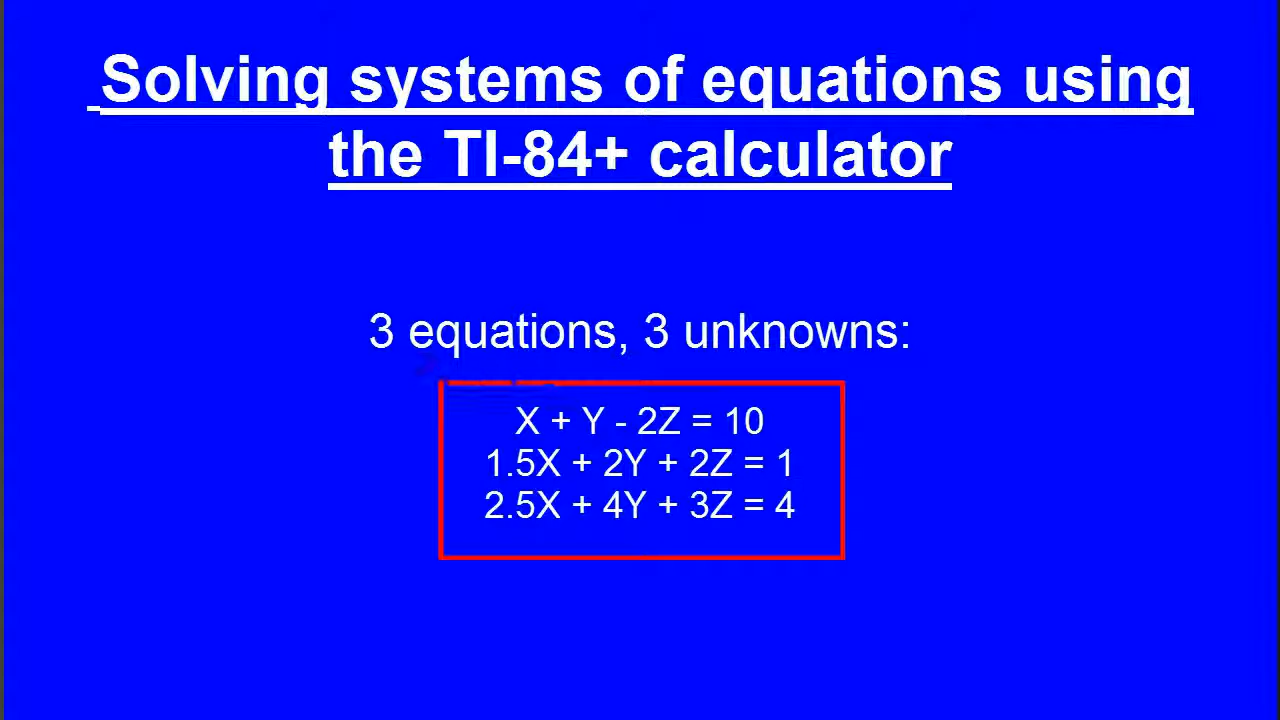 Solving systems of equations using
the TI-84+ calculator
3 equations, 3 unknowns:
X + Y - 2Z = 10
1.5X + 2Y + 2Z = 1
2.5X + 4Y + 3Z = 4